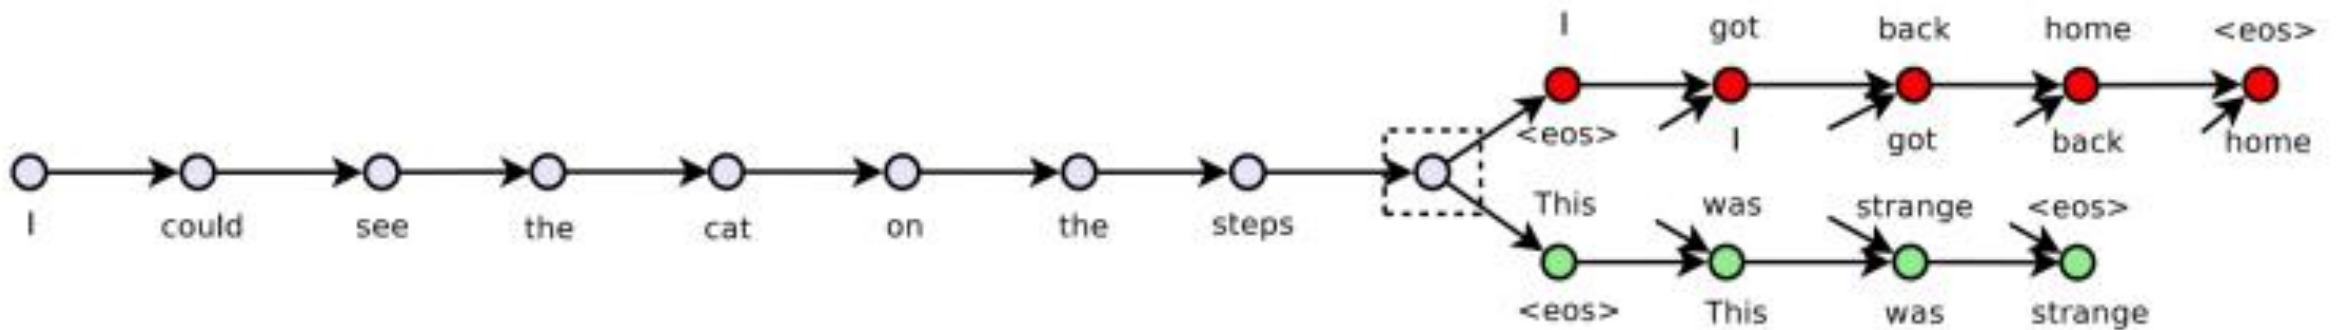 I got back home <eos>
<eos> I got back home
I could see the cat on the steps
This was strange <eos>
<eos> This was strange